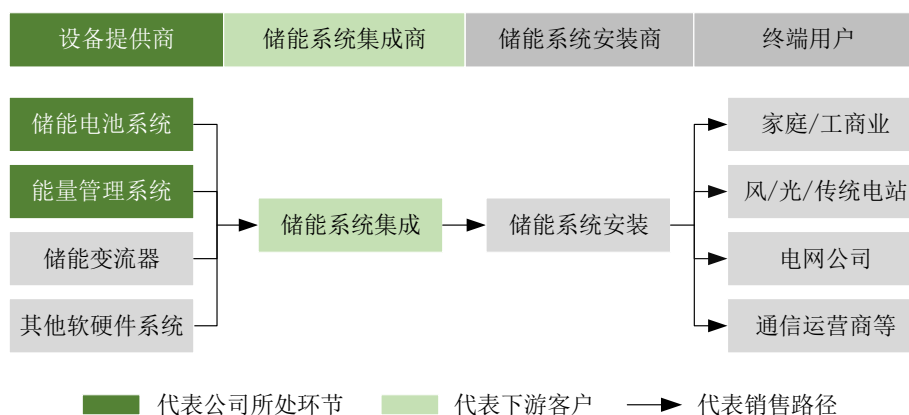 设备提供商 储能系统集成商 储能系统安装商 终端用户
储能电池系统 家庭/工商业
能量管理系统 风/光/传统电站
储能系统集成 储能系统安装
储能变流器 电网公司
其他软硬件系统 通信运营商等
代表公司所处环节 代表下游客户 代表销售路径